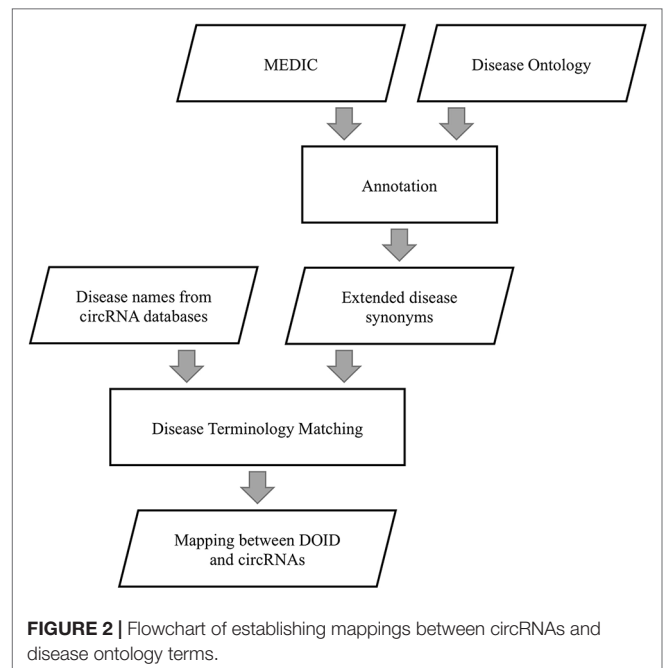 MEDIC
Disease Ontology
Annotation
Disease names from
circRNA databases
Extended disease
synonyms
Disease Terminology Matching
Mapping between DOID
and circRNAs
FIGURE 2 | Flowchart of establishing mappings between circRNAs and
disease ontology terms.